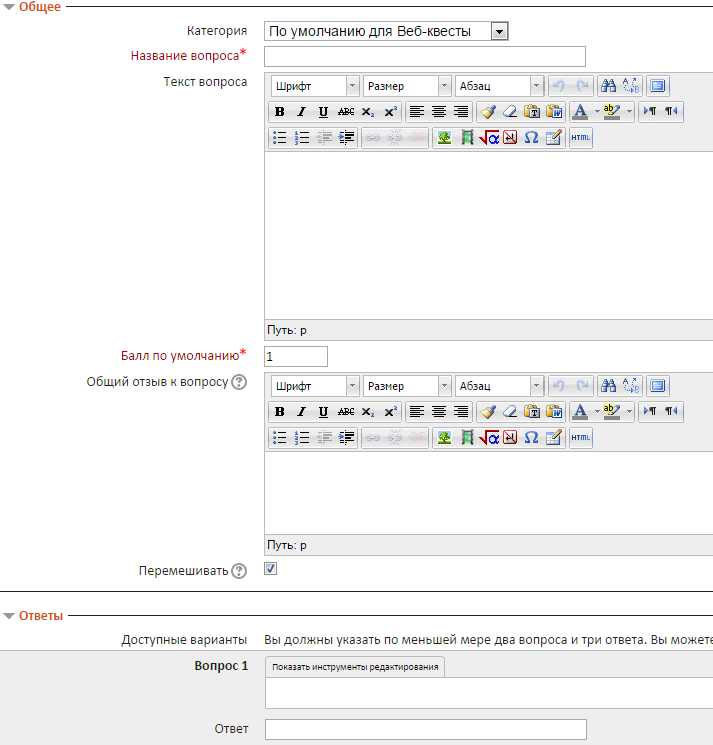 Общее
Категория По умолчанию для Веб-квесты
Название вопроса*
Текст вопроса Шрифт Размер Абзац
B I U ABC X₂ X² A ab
HTML
Путь: p
Балл по умолчанию* 1
Общий отзыв к вопросу ? Шрифт Размер Абзац
B I U ABC X₂ X² A ab
HTML
Путь: p
Перемешивать ?
Ответы
Доступные варианты Вы должны указать по меньшей мере два вопроса и три ответа. Вы можете
Вопрос 1 Показать инструменты редактирования
Ответ